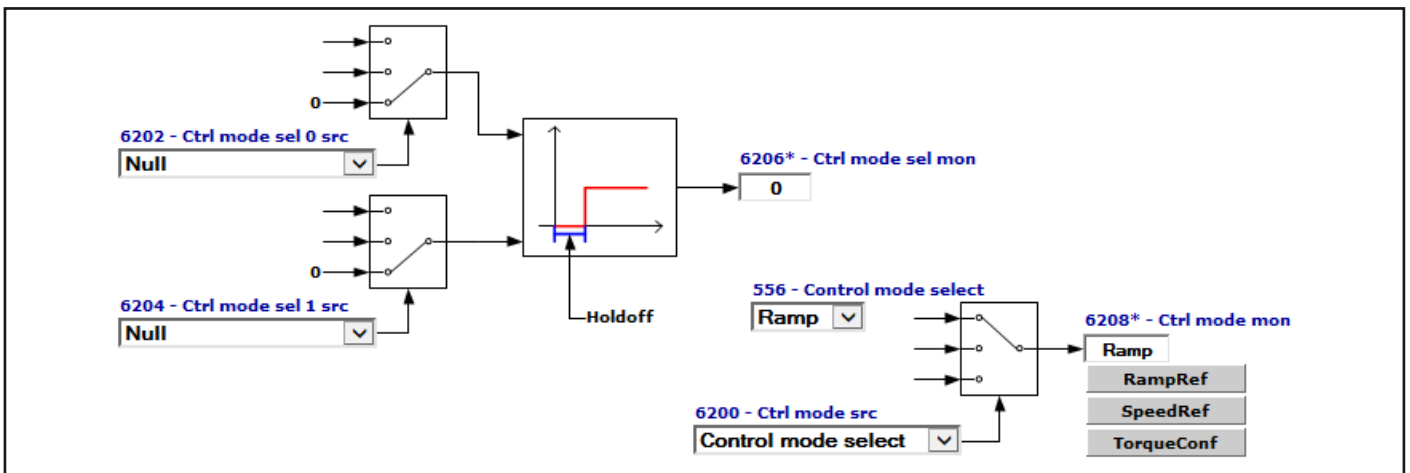 0
6202 - Ctrl mode sel 0 src
Null
6206* - Ctrl mode sel mon
0
0
6204 - Ctrl mode sel 1 src
Null
Holdoff
556 - Control mode select
Ramp
6208* - Ctrl mode mon
Ramp
RampRef
SpeedRef
TorqueConf
6200 - Ctrl mode src
Control mode select